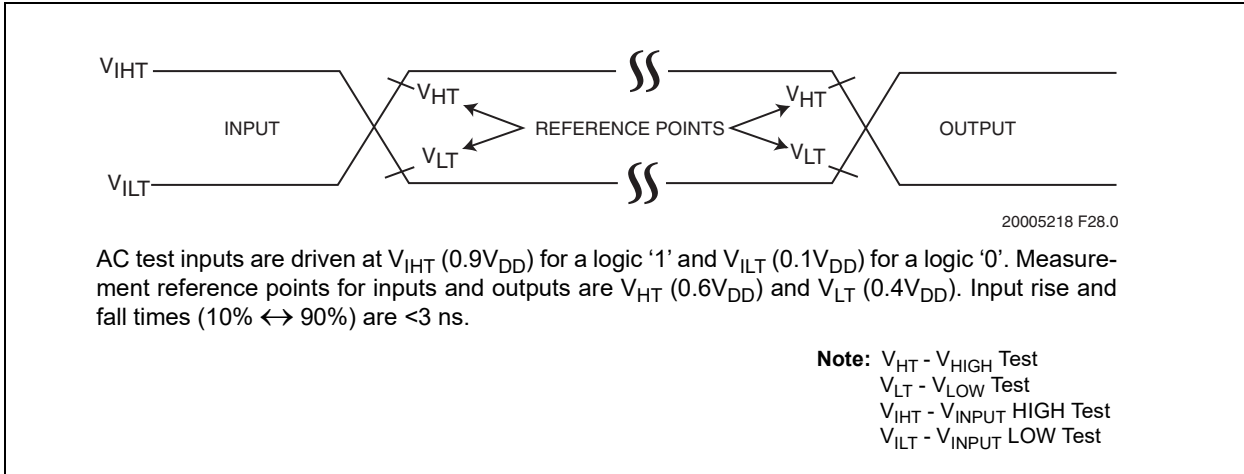 VIHT
VHT
VHT
INPUT
REFERENCE POINTS
OUTPUT
VLT
VLT
VILT
20005218 F28.0
AC test inputs are driven at VIHT (0.9VDD) for a logic ‘1’ and VILT (0.1VDD) for a logic ‘0’. Measure-
ment reference points for inputs and outputs are VHT (0.6VDD) and VLT (0.4VDD). Input rise and
fall times (10% ↔ 90%) are <3 ns.
Note: VHT - VHIGH Test
VLT - VLOW Test
VIHT - VINPUT HIGH Test
VILT - VINPUT LOW Test